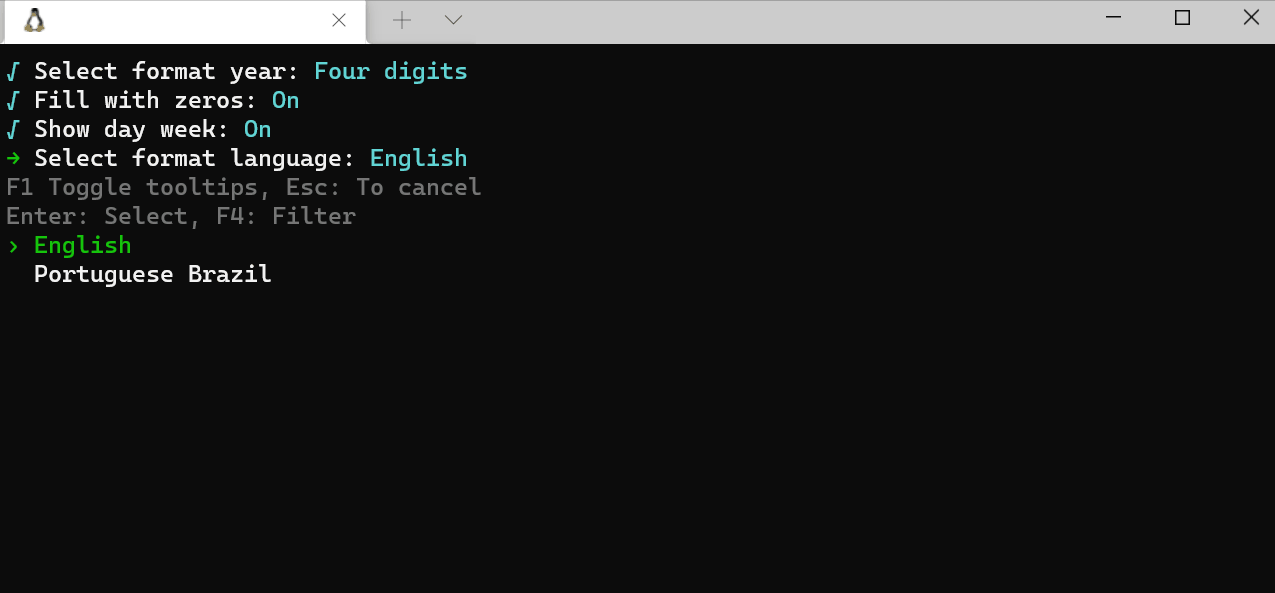 √ Select format year: Four digits
√ Fill with zeros: On
√ Show day week: On
→ Select format language: English
F1 Toggle tooltips, Esc: To cancel
Enter: Select, F4: Filter
› English
Portuguese Brazil